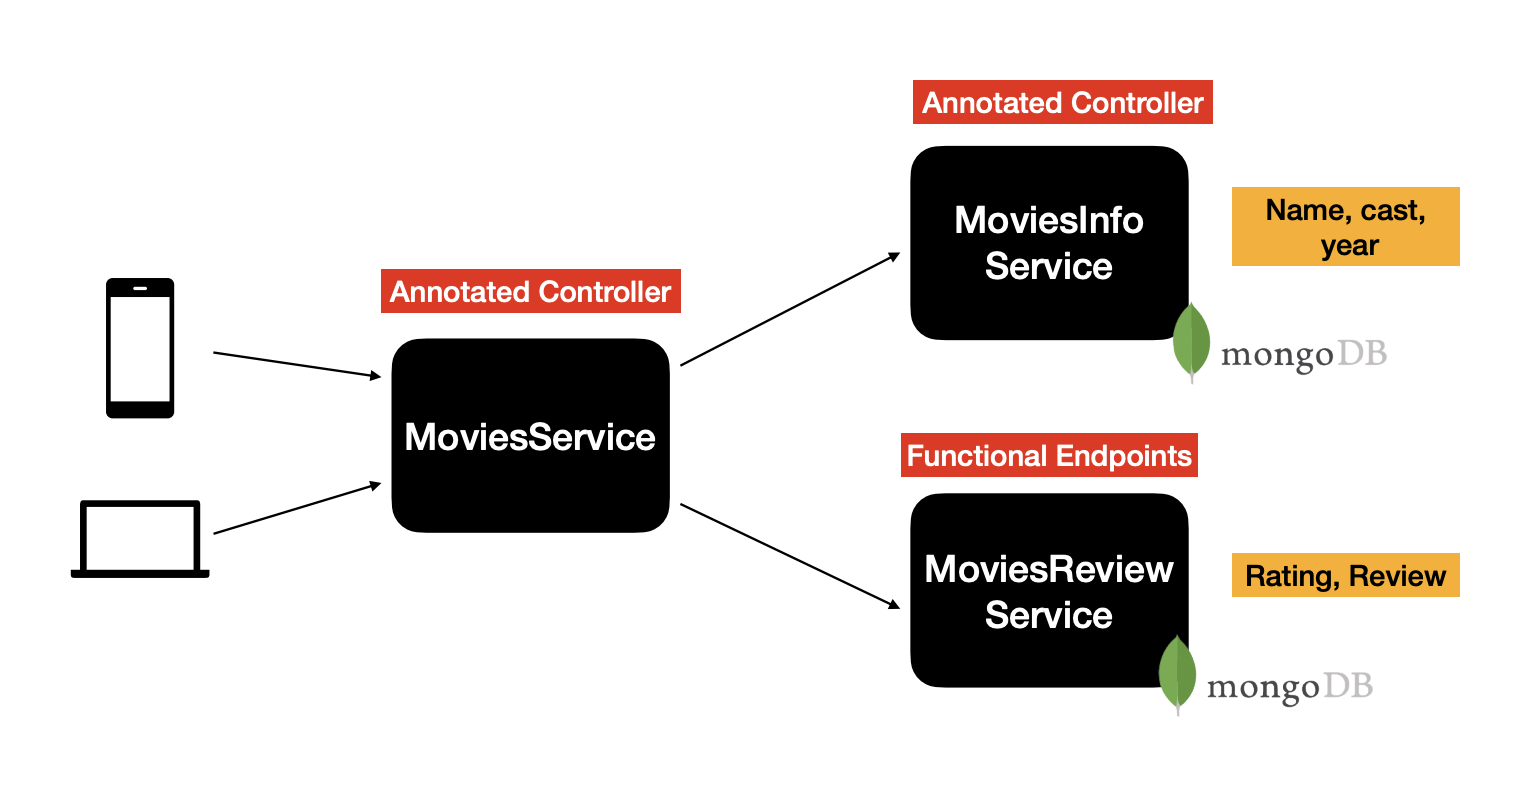 Annotated Controller
MoviesService
Annotated Controller
MoviesInfo
Service
Name, cast,
year
mongoDB
Functional Endpoints
MoviesReview
Service
Rating, Review
mongoDB